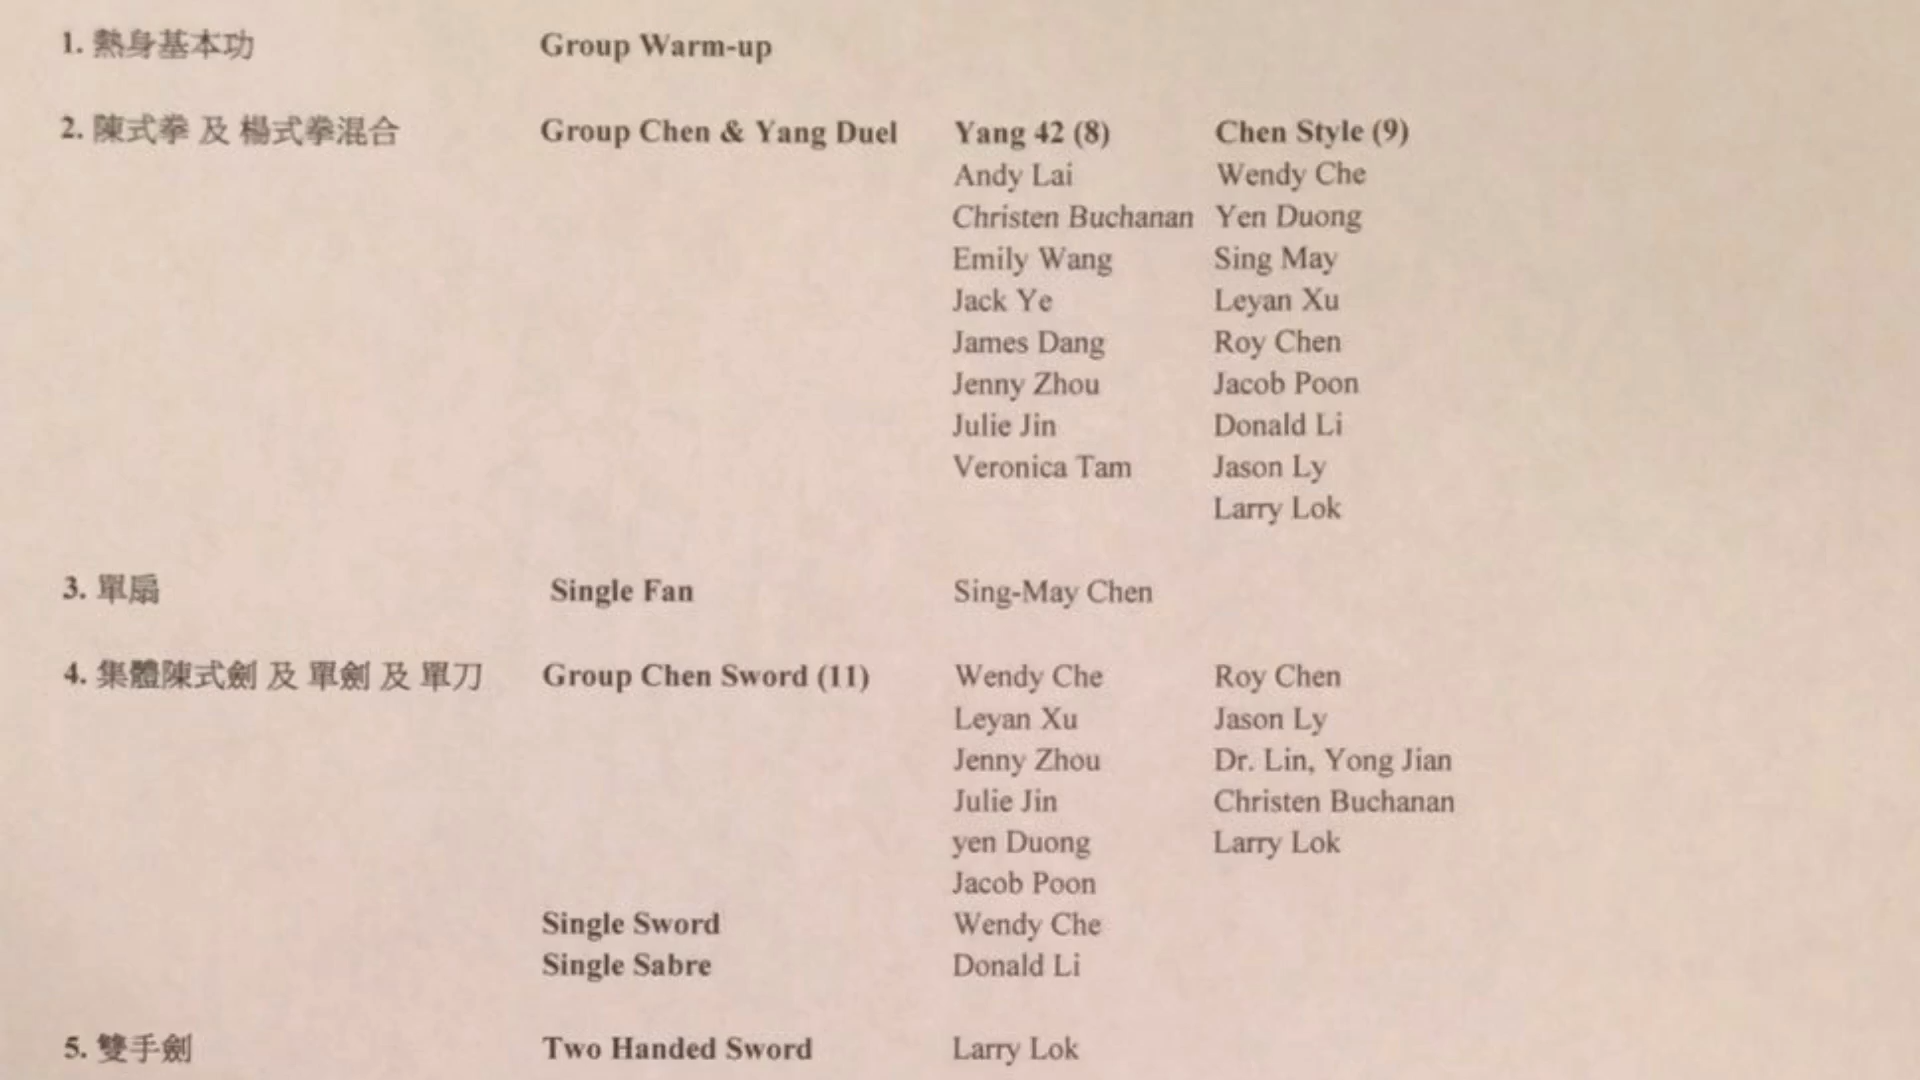 1. 熱身基本功 Group Warm-up
2. 陳式拳 及 楊式拳混合 Group Chen & Yang Duel Yang 42 (8) Chen Style (9)
Andy Lai Wendy Che
Christen Buchanan Yen Duong
Emily Wang Sing May
Jack Ye Leyan Xu
James Dang Roy Chen
Jenny Zhou Jacob Poon
Julie Jin Donald Li
Veronica Tam Jason Ly
Larry Lok
3. 單扇 Single Fan Sing-May Chen
4. 集體陳式劍 及 單劍 及 單刀 Group Chen Sword (11) Wendy Che Roy Chen
Leyan Xu Jason Ly
Jenny Zhou Dr. Lin, Yong Jian
Julie Jin Christen Buchanan
yen Duong Larry Lok
Jacob Poon
Single Sword Wendy Che
Single Sabre Donald Li
5. 雙手劍 Two Handed Sword Larry Lok